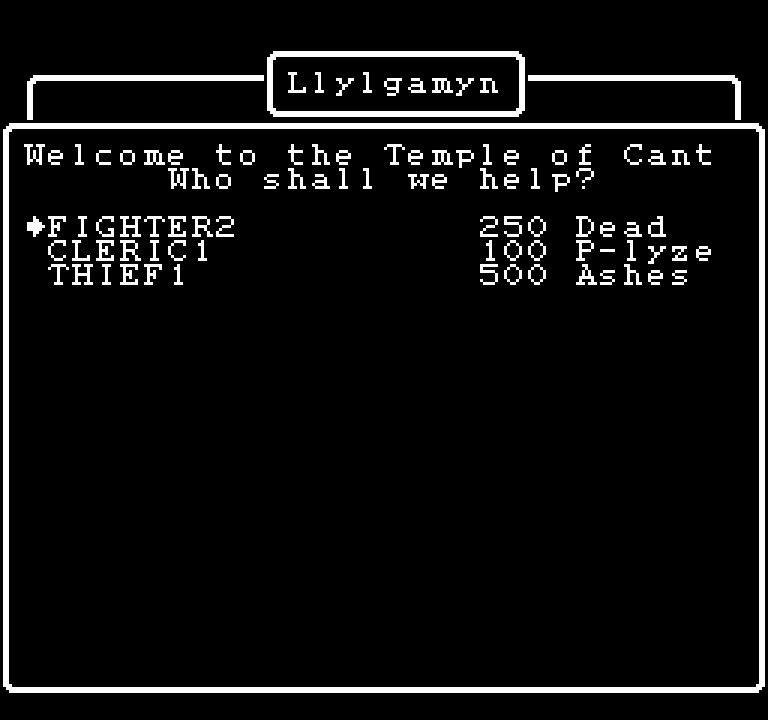 Llylgamyn
Welcome to the Temple of Cant
Who shall we help?
FIGHTER2 250 Dead
CLERIC1 100 P-lyze
THIEF1 500 Ashes